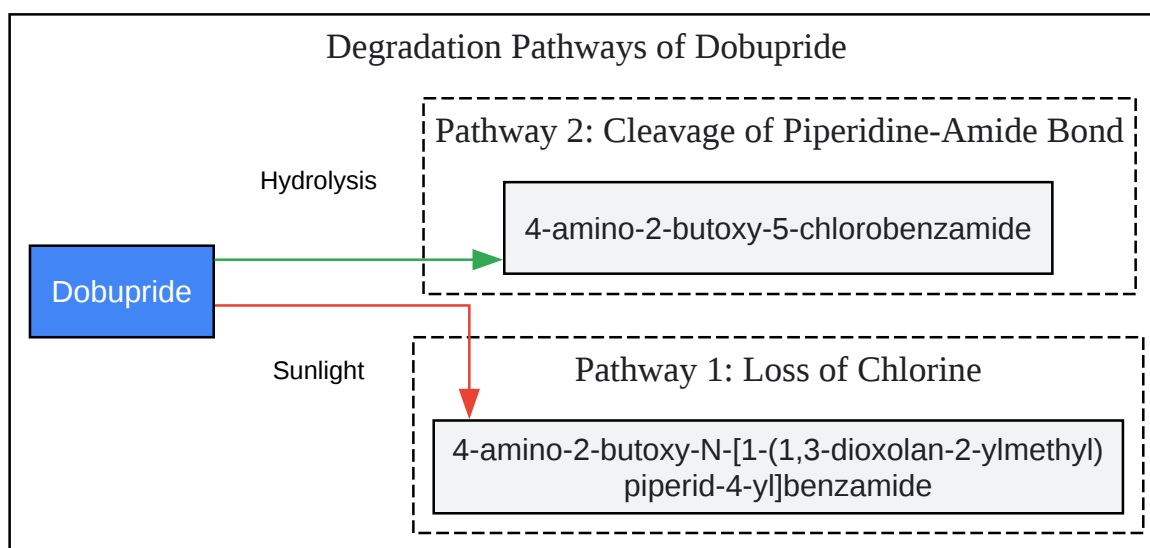 Degradation Pathways of Dobupride
Pathway 2: Cleavage of Piperidine-Amide Bond
Hydrolysis
4-amino-2-butoxy-5-chlorobenzamide
Dobupride
Sunlight
Pathway 1: Loss of Chlorine
4-amino-2-butoxy-N-[1-(1,3-dioxolan-2-ylmethyl)
piperid-4-yl]benzamide